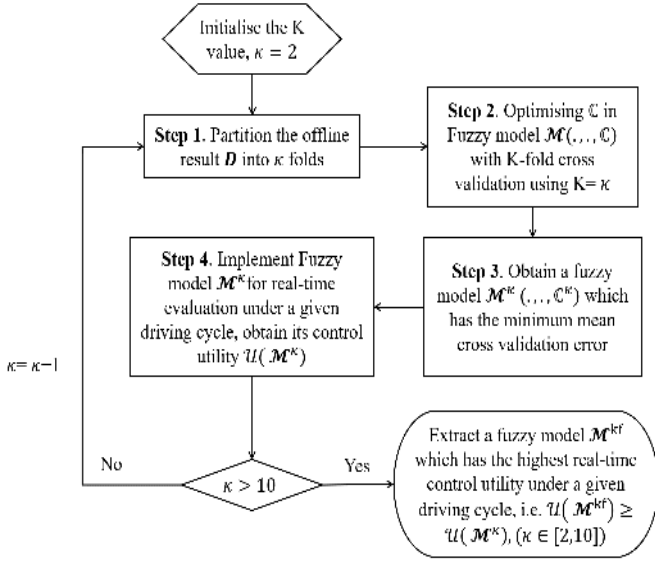 Initialise the K
value, κ = 2
Step 1. Partition the offline
result D into κ folds
Step 2. Optimising ℂ in
Fuzzy model ℳ(.,., ℂ)
with K-fold cross
validation using K= κ
Step 3. Obtain a fuzzy
model ℳ^κ (.,., ℂ^κ) which
has the minimum mean
cross validation error
Step 4. Implement Fuzzy
model ℳ^κ for real-time
evaluation under a given
driving cycle, obtain its control
utility 𝒰( ℳ^κ)
κ= κ−1
No
κ > 10
Yes
Extract a fuzzy model ℳ^kf
which has the highest real-time
control utility under a given
driving cycle, i.e. 𝒰( ℳ^kf) ≥
𝒰( ℳ^κ), (κ ∈ [2,10])